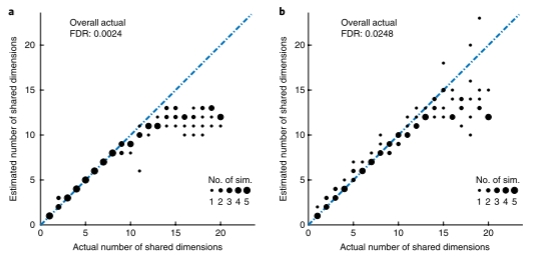 a
Overall actual
FDR: 0.0024
Estimated number of shared dimensions
20
15
10
5
0
0 5 10 15 20
Actual number of shared dimensions
No. of sim.
1 2 3 4 5
b
Overall actual
FDR: 0.0248
Estimated number of shared dimensions
20
15
10
5
0
0 5 10 15 20
Actual number of shared dimensions
No. of sim.
1 2 3 4 5